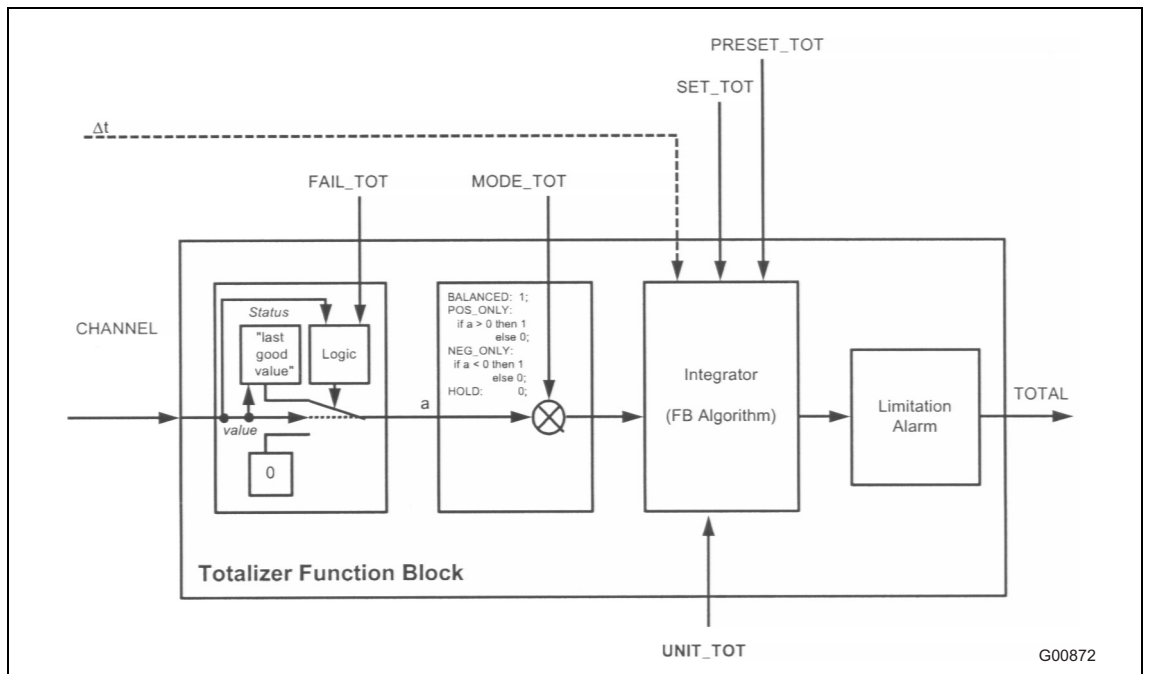 PRESET_TOT
SET_TOT
Δt
FAIL_TOT
MODE_TOT
CHANNEL
Status
"last
good
value"
Logic
value
0
a
BALANCED: 1;
POS_ONLY:
if a > 0 then 1
else 0;
NEG_ONLY:
if a < 0 then 1
else 0;
HOLD: 0;
Integrator
(FB Algorithm)
Limitation
Alarm
TOTAL
Totalizer Function Block
UNIT_TOT
G00872